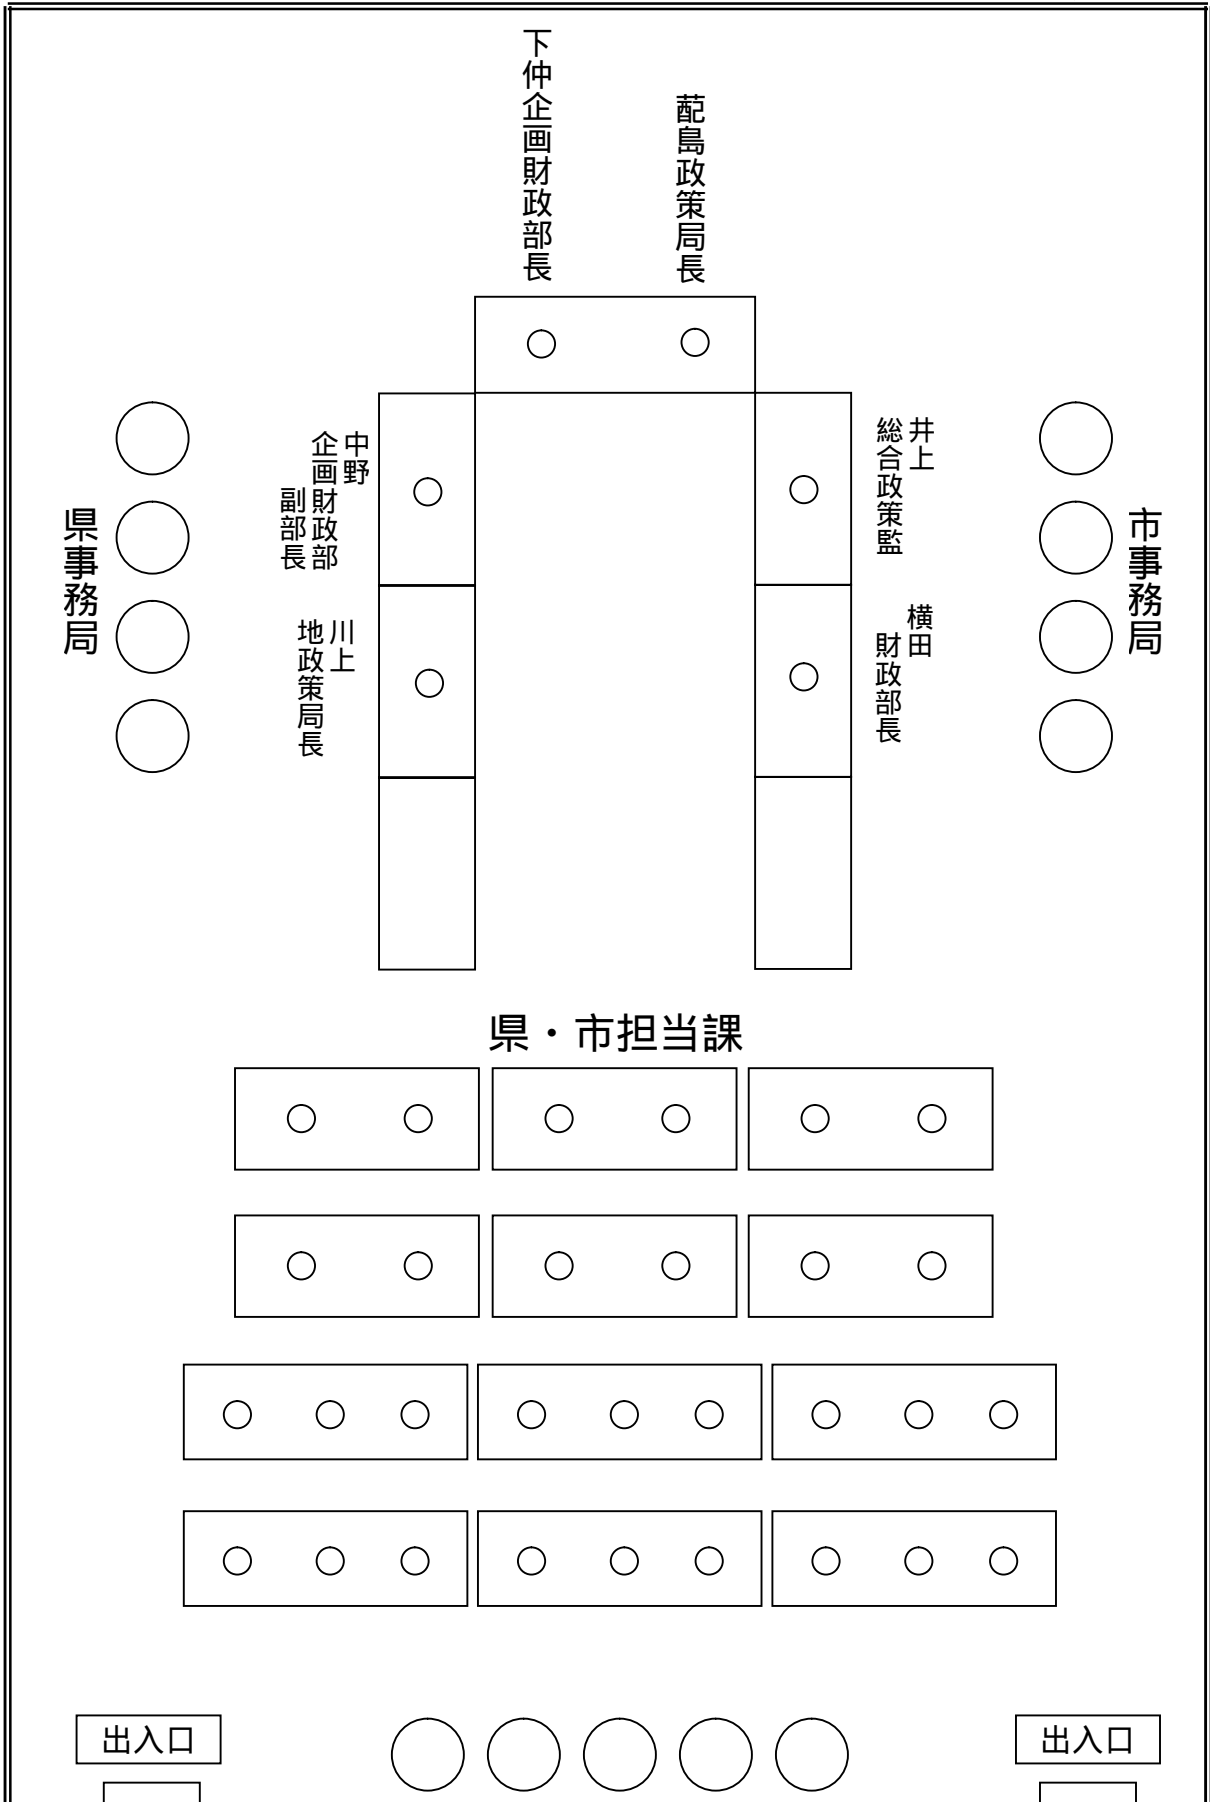 下仲企画財政部長
蓜島政策局長
中野
企画財政部
副部長
井上
総合政策監
県事務局
市事務局
川上
地政策局長
横田
財政部長
県・市担当課
出入口
出入口